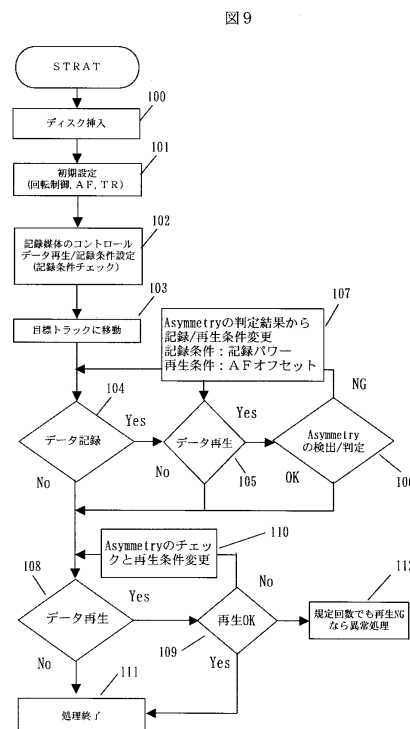 図9
STRAT
100
ディスク挿入
101
初期設定
(回転制御,AF,TR)
102
記録媒体のコントロール
データ再生/記録条件設定
(記録条件チェック)
103
目標トラックに移動
107
Asymmetryの判定結果から
記録/再生条件変更
記録条件:記録パワー
再生条件:AFオフセット
NG
104
データ記録
Yes
No
データ再生
Yes
No
105
Asymmetry
の検出/判定
OK
106
110
Asymmetryのチェッ
クと再生条件変更
108
データ再生
Yes
No
再生OK
No
Yes
109
112
規定回数でも再生NG
なら異常処理
111
処理終了